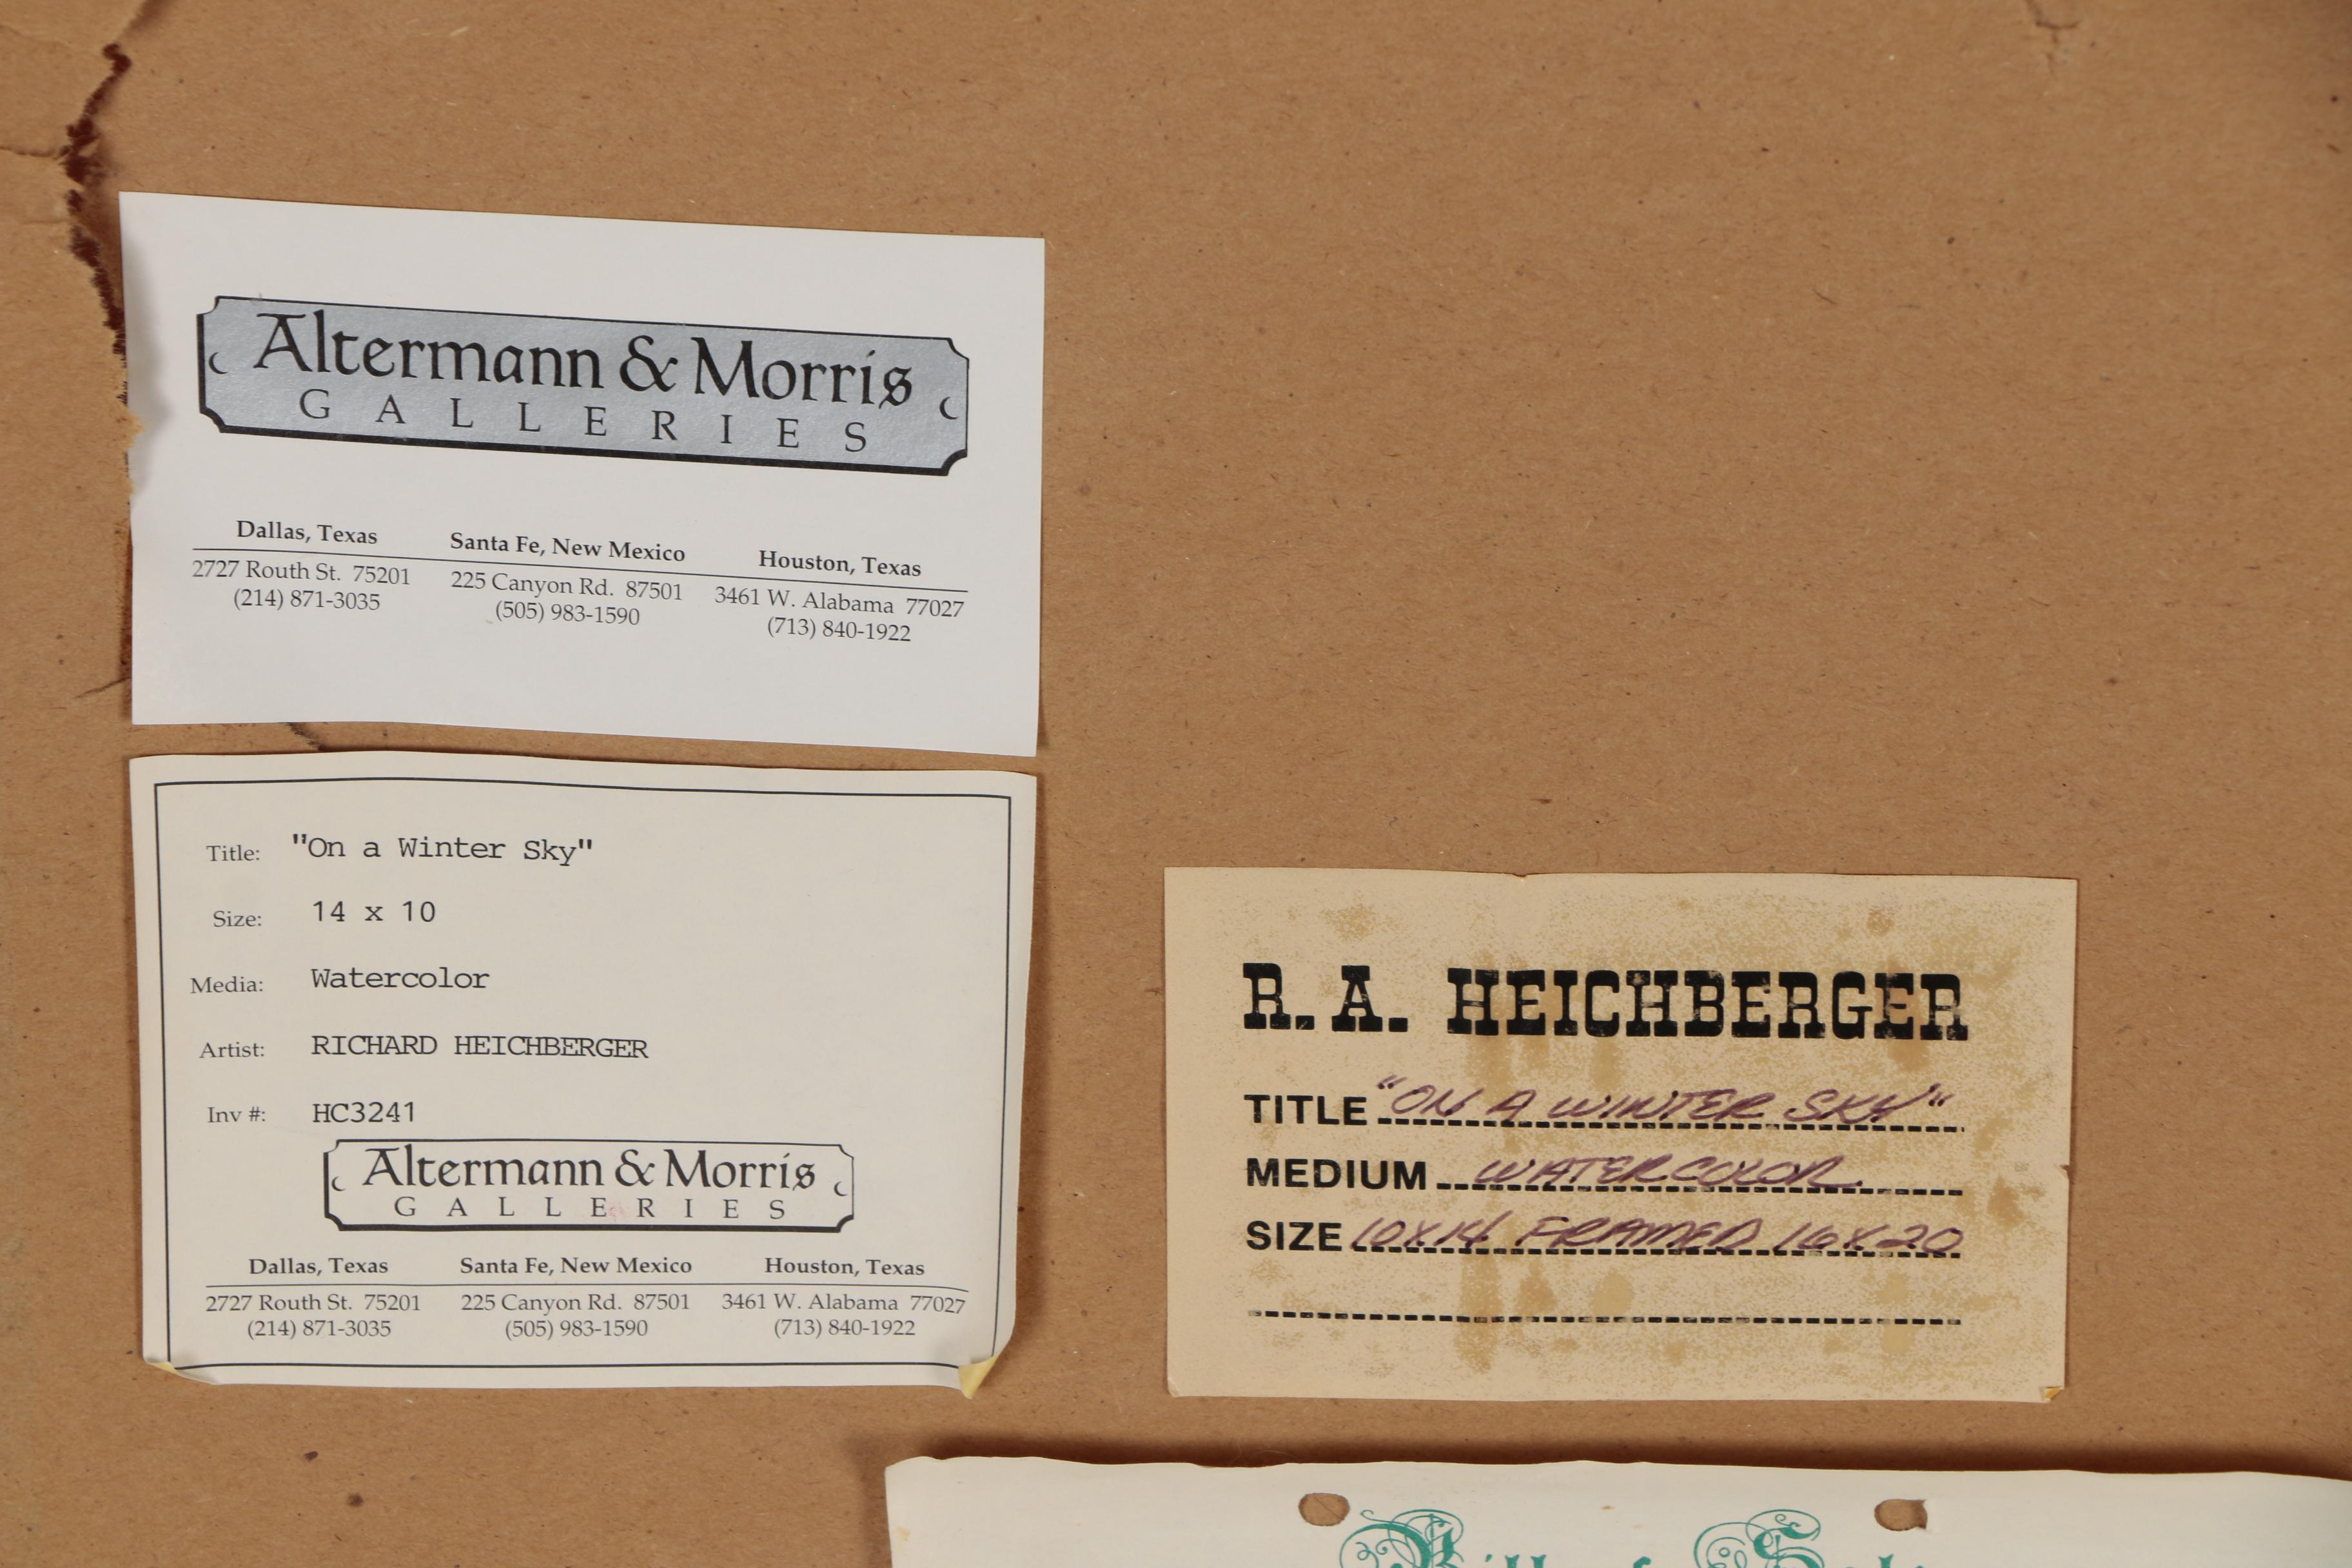 Altermann & Morris
GALLERIES
Dallas, Texas Santa Fe, New Mexico Houston, Texas
2727 Routh St. 75201 225 Canyon Rd. 87501 3461 W. Alabama 77027
(214) 871-3035 (505) 983-1590 (713) 840-1922
Title: "On a Winter Sky"
Size: 14 x 10
Media: Watercolor
Artist: RICHARD HEICHBERGER
Inv #: HC3241
Altermann & Morris
GALLERIES
Dallas, Texas Santa Fe, New Mexico Houston, Texas
2727 Routh St. 75201 225 Canyon Rd. 87501 3461 W. Alabama 77027
(214) 871-3035 (505) 983-1590 (713) 840-1922
R. A. HEICHBERGER
TITLE "ON A WINTER SKY"
MEDIUM WATERCOLOR
SIZE 10X14 FRAMED 16X20